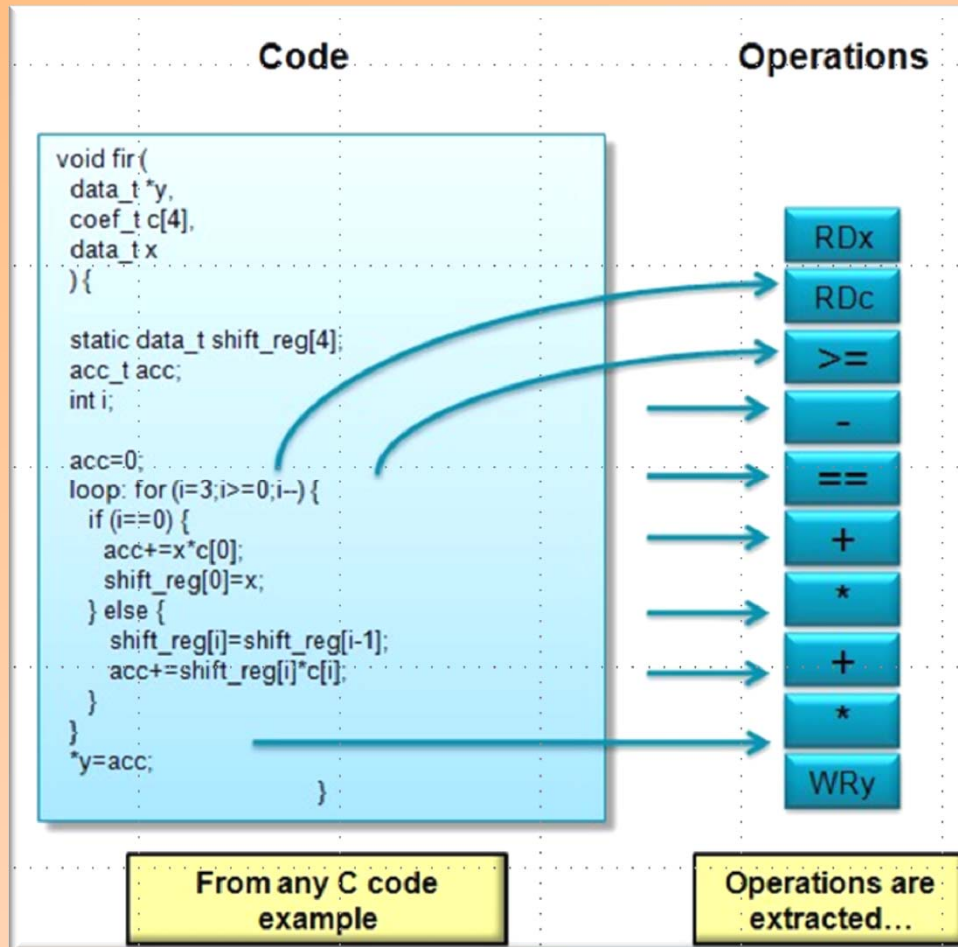 Code
Operations
void fir (
data_t *y,
coef_t c[4],
data_t x
) {
static data_t shift_reg[4];
acc_t acc;
int i;
acc=0;
loop: for (i=3;i>=0;i--) {
if (i==0) {
acc+=x*c[0];
shift_reg[0]=x;
} else {
shift_reg[i]=shift_reg[i-1];
acc+=shift_reg[i]*c[i];
}
}
*y=acc;
}
RDx
RDc
>=
-
==
+
*
+
*
WRy
From any C code
example
Operations are
extracted…